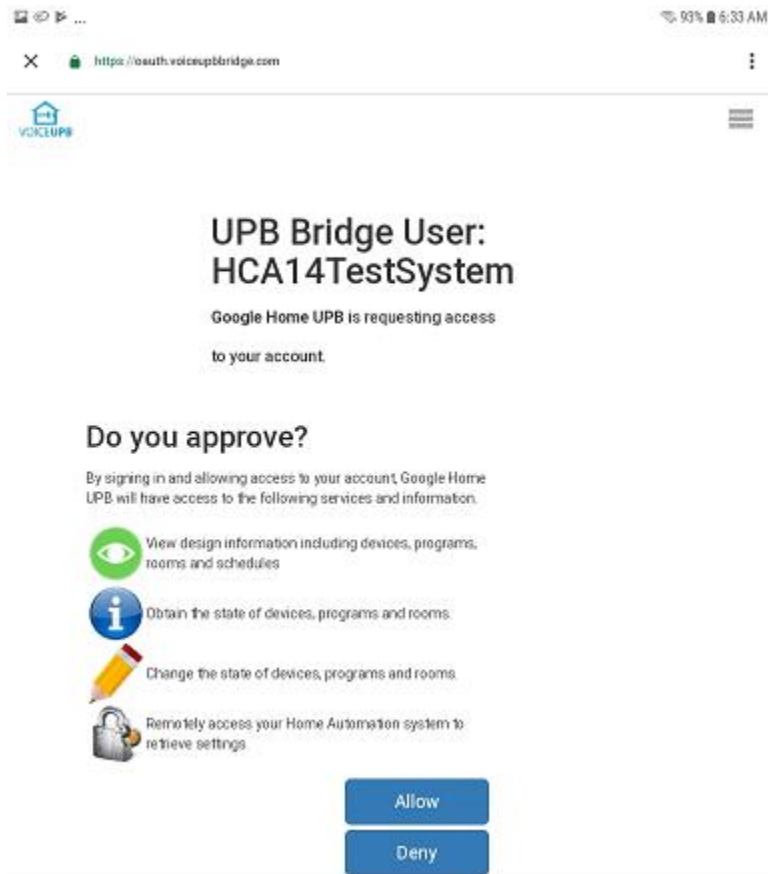 ... 93% 6:33 AM
https://oauth.voiceupbbridge.com
VOICEUPB
UPB Bridge User:
HCA14TestSystem
Google Home UPB is requesting access
to your account.
Do you approve?
By signing in and allowing access to your account, Google Home
UPB will have access to the following services and information.
View design information including devices, programs,
rooms and schedules
Obtain the state of devices, programs and rooms.
Change the state of devices, programs and rooms.
Remotely access your Home Automation system to
retrieve settings
Allow
Deny